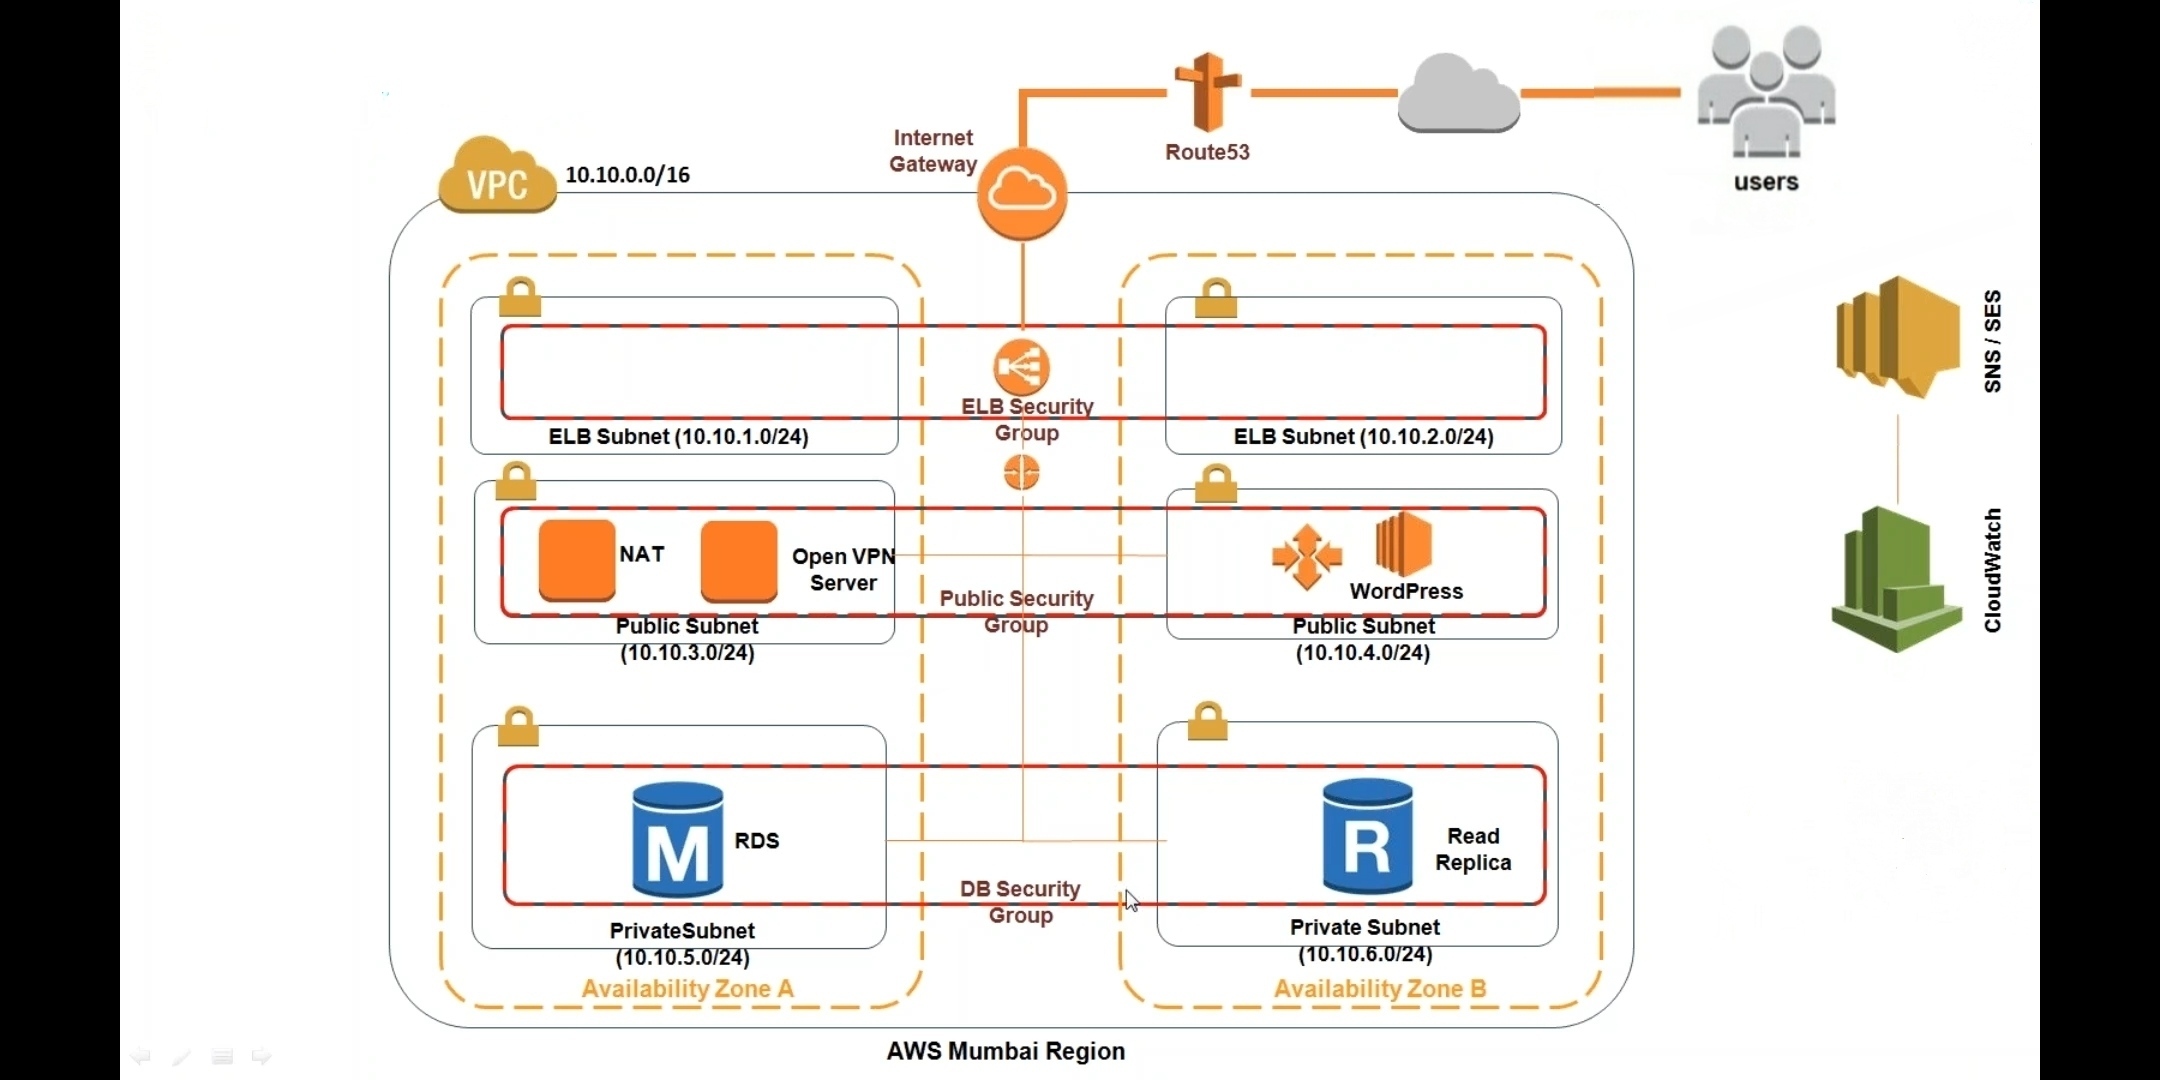 Internet
Gateway
Route53
users
VPC
10.10.0.0/16
SNS / SES
ELB Security
Group
ELB Subnet (10.10.1.0/24)
ELB Subnet (10.10.2.0/24)
NAT
Open VPN
Server
WordPress
CloudWatch
Public Security
Group
Public Subnet
(10.10.3.0/24)
Public Subnet
(10.10.4.0/24)
M
RDS
R
Read
Replica
DB Security
Group
PrivateSubnet
(10.10.5.0/24)
Private Subnet
(10.10.6.0/24)
Availability Zone A
Availability Zone B
AWS Mumbai Region